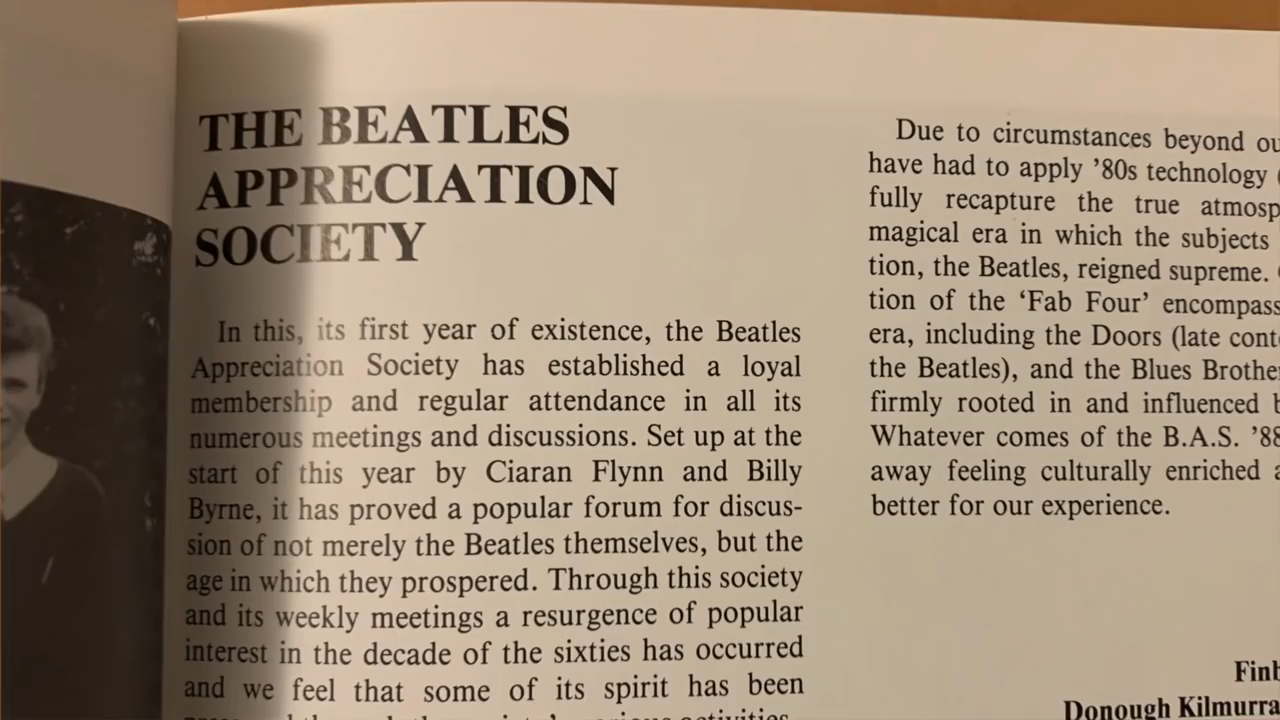 THE BEATLES
APPRECIATION
SOCIETY
In this, its first year of existence, the Beatles
Appreciation Society has established a loyal
membership and regular attendance in all its
numerous meetings and discussions. Set up at the
start of this year by Ciaran Flynn and Billy
Byrne, it has proved a popular forum for discus-
sion of not merely the Beatles themselves, but the
age in which they prospered. Through this society
and its weekly meetings a resurgence of popular
interest in the decade of the sixties has occurred
and we feel that some of its spirit has been
Due to circumstances beyond
have had to apply ’80s technology
fully recapture the true
magical era in which the subjects
tion, the Beatles, reigned supreme.
tion of the ‘Fab Four’
era, including the Doors (late
the Beatles), and the Blues
firmly rooted in and influenced
Whatever comes of the B.A.S. ’88
away feeling culturally enriched
better for our experience.
Donough